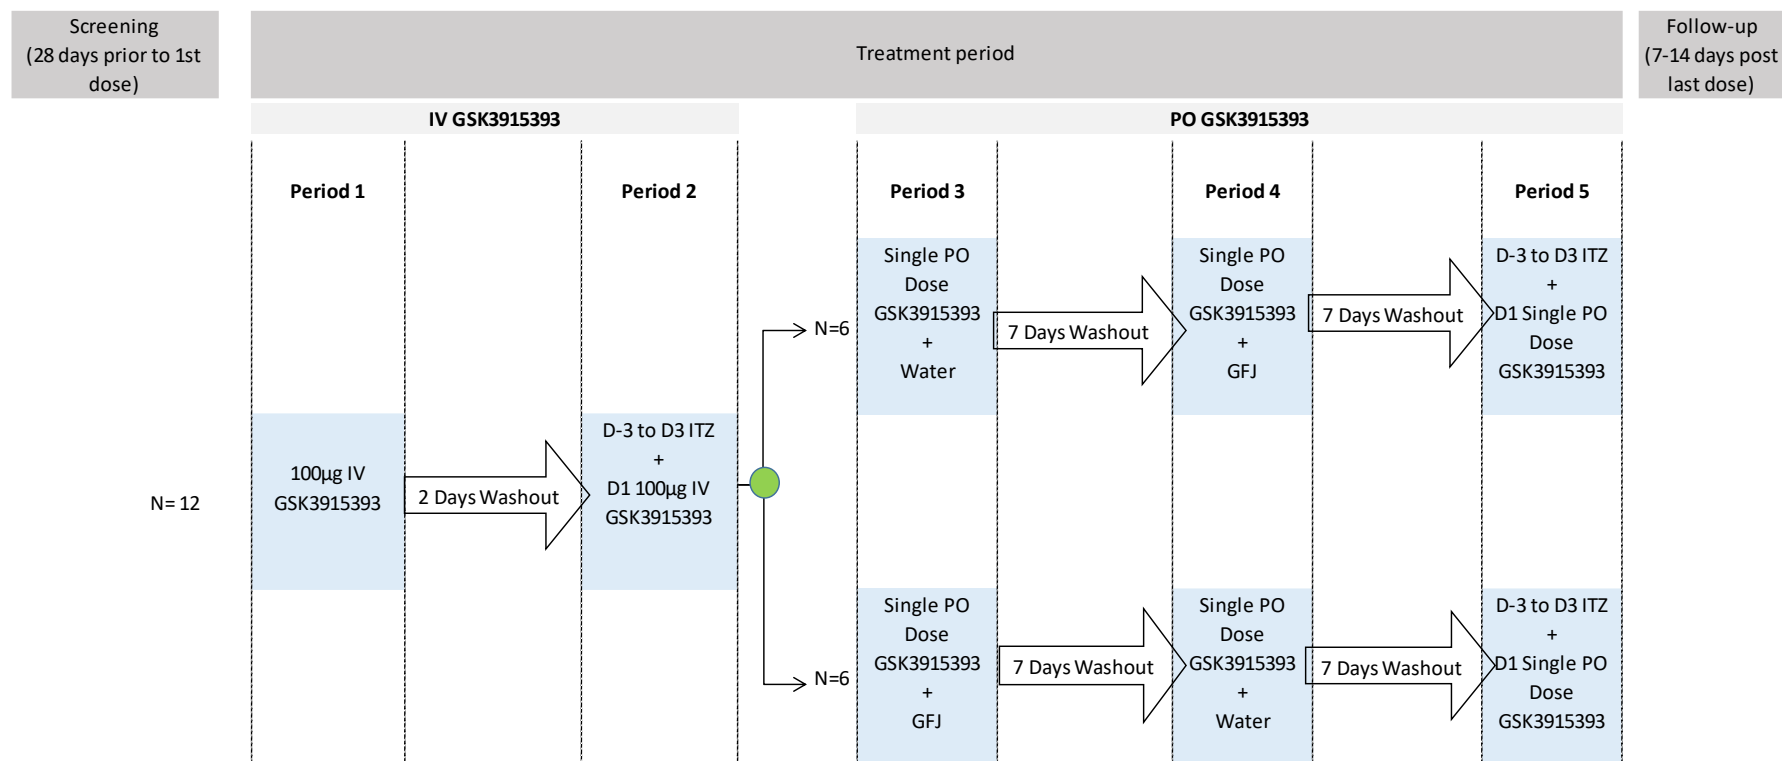 Screening
(28 days prior to 1st
dose)
Treatment period
Follow-up
(7-14 days post
last dose)
IV GSK3915393
PO GSK3915393
Period 1
Period 2
Period 3
Period 4
Period 5
N= 12
100µg IV
GSK3915393
2 Days Washout
D-3 to D3 ITZ
+
D1 100µg IV
GSK3915393
N=6
Single PO
Dose
GSK3915393
+
Water
7 Days Washout
Single PO
Dose
GSK3915393
+
GFJ
7 Days Washout
D-3 to D3 ITZ
+
D1 Single PO
Dose
GSK3915393
N=6
Single PO
Dose
GSK3915393
+
GFJ
7 Days Washout
Single PO
Dose
GSK3915393
+
Water
7 Days Washout
D-3 to D3 ITZ
+
D1 Single PO
Dose
GSK3915393